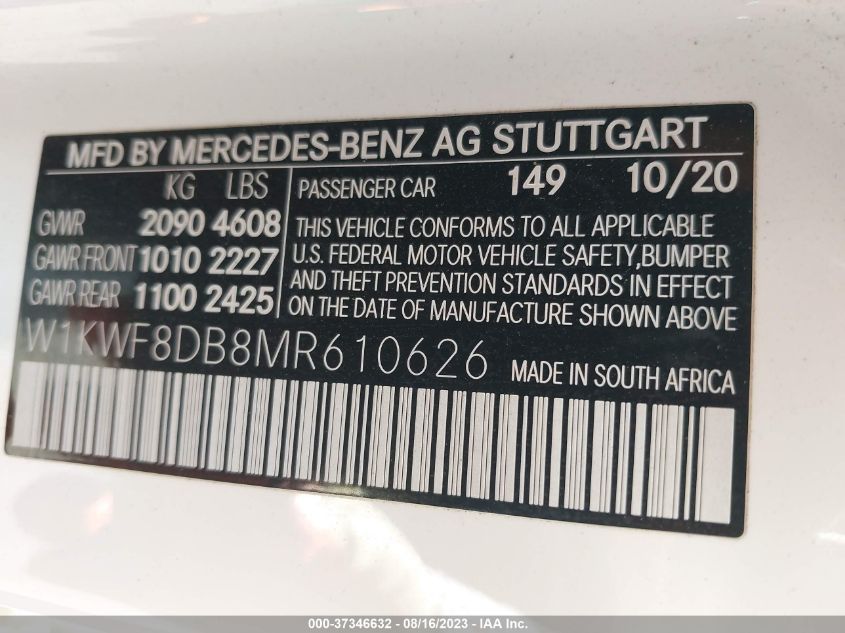 MFD BY MERCEDES-BENZ AG STUTTGART
KG LBS
GVWR 2090 4608
GAWR FRONT 1010 2227
GAWR REAR 1100 2425
PASSENGER CAR 149 10/20
THIS VEHICLE CONFORMS TO ALL APPLICABLE
U.S. FEDERAL MOTOR VEHICLE SAFETY,BUMPER
AND THEFT PREVENTION STANDARDS IN EFFECT
ON THE DATE OF MANUFACTURE SHOWN ABOVE
W1KWF8DB8MR610626 MADE IN SOUTH AFRICA
000-37346632 - 08/16/2023 - IAA Inc.